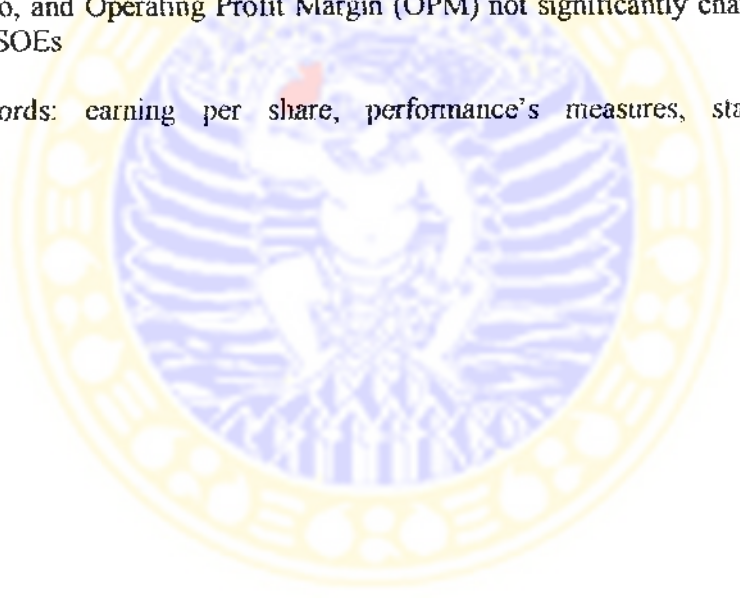 o, and Operating Profit Margin (OPM) not significantly cha
SOEs
ords: earning per share, performance's measures, sta